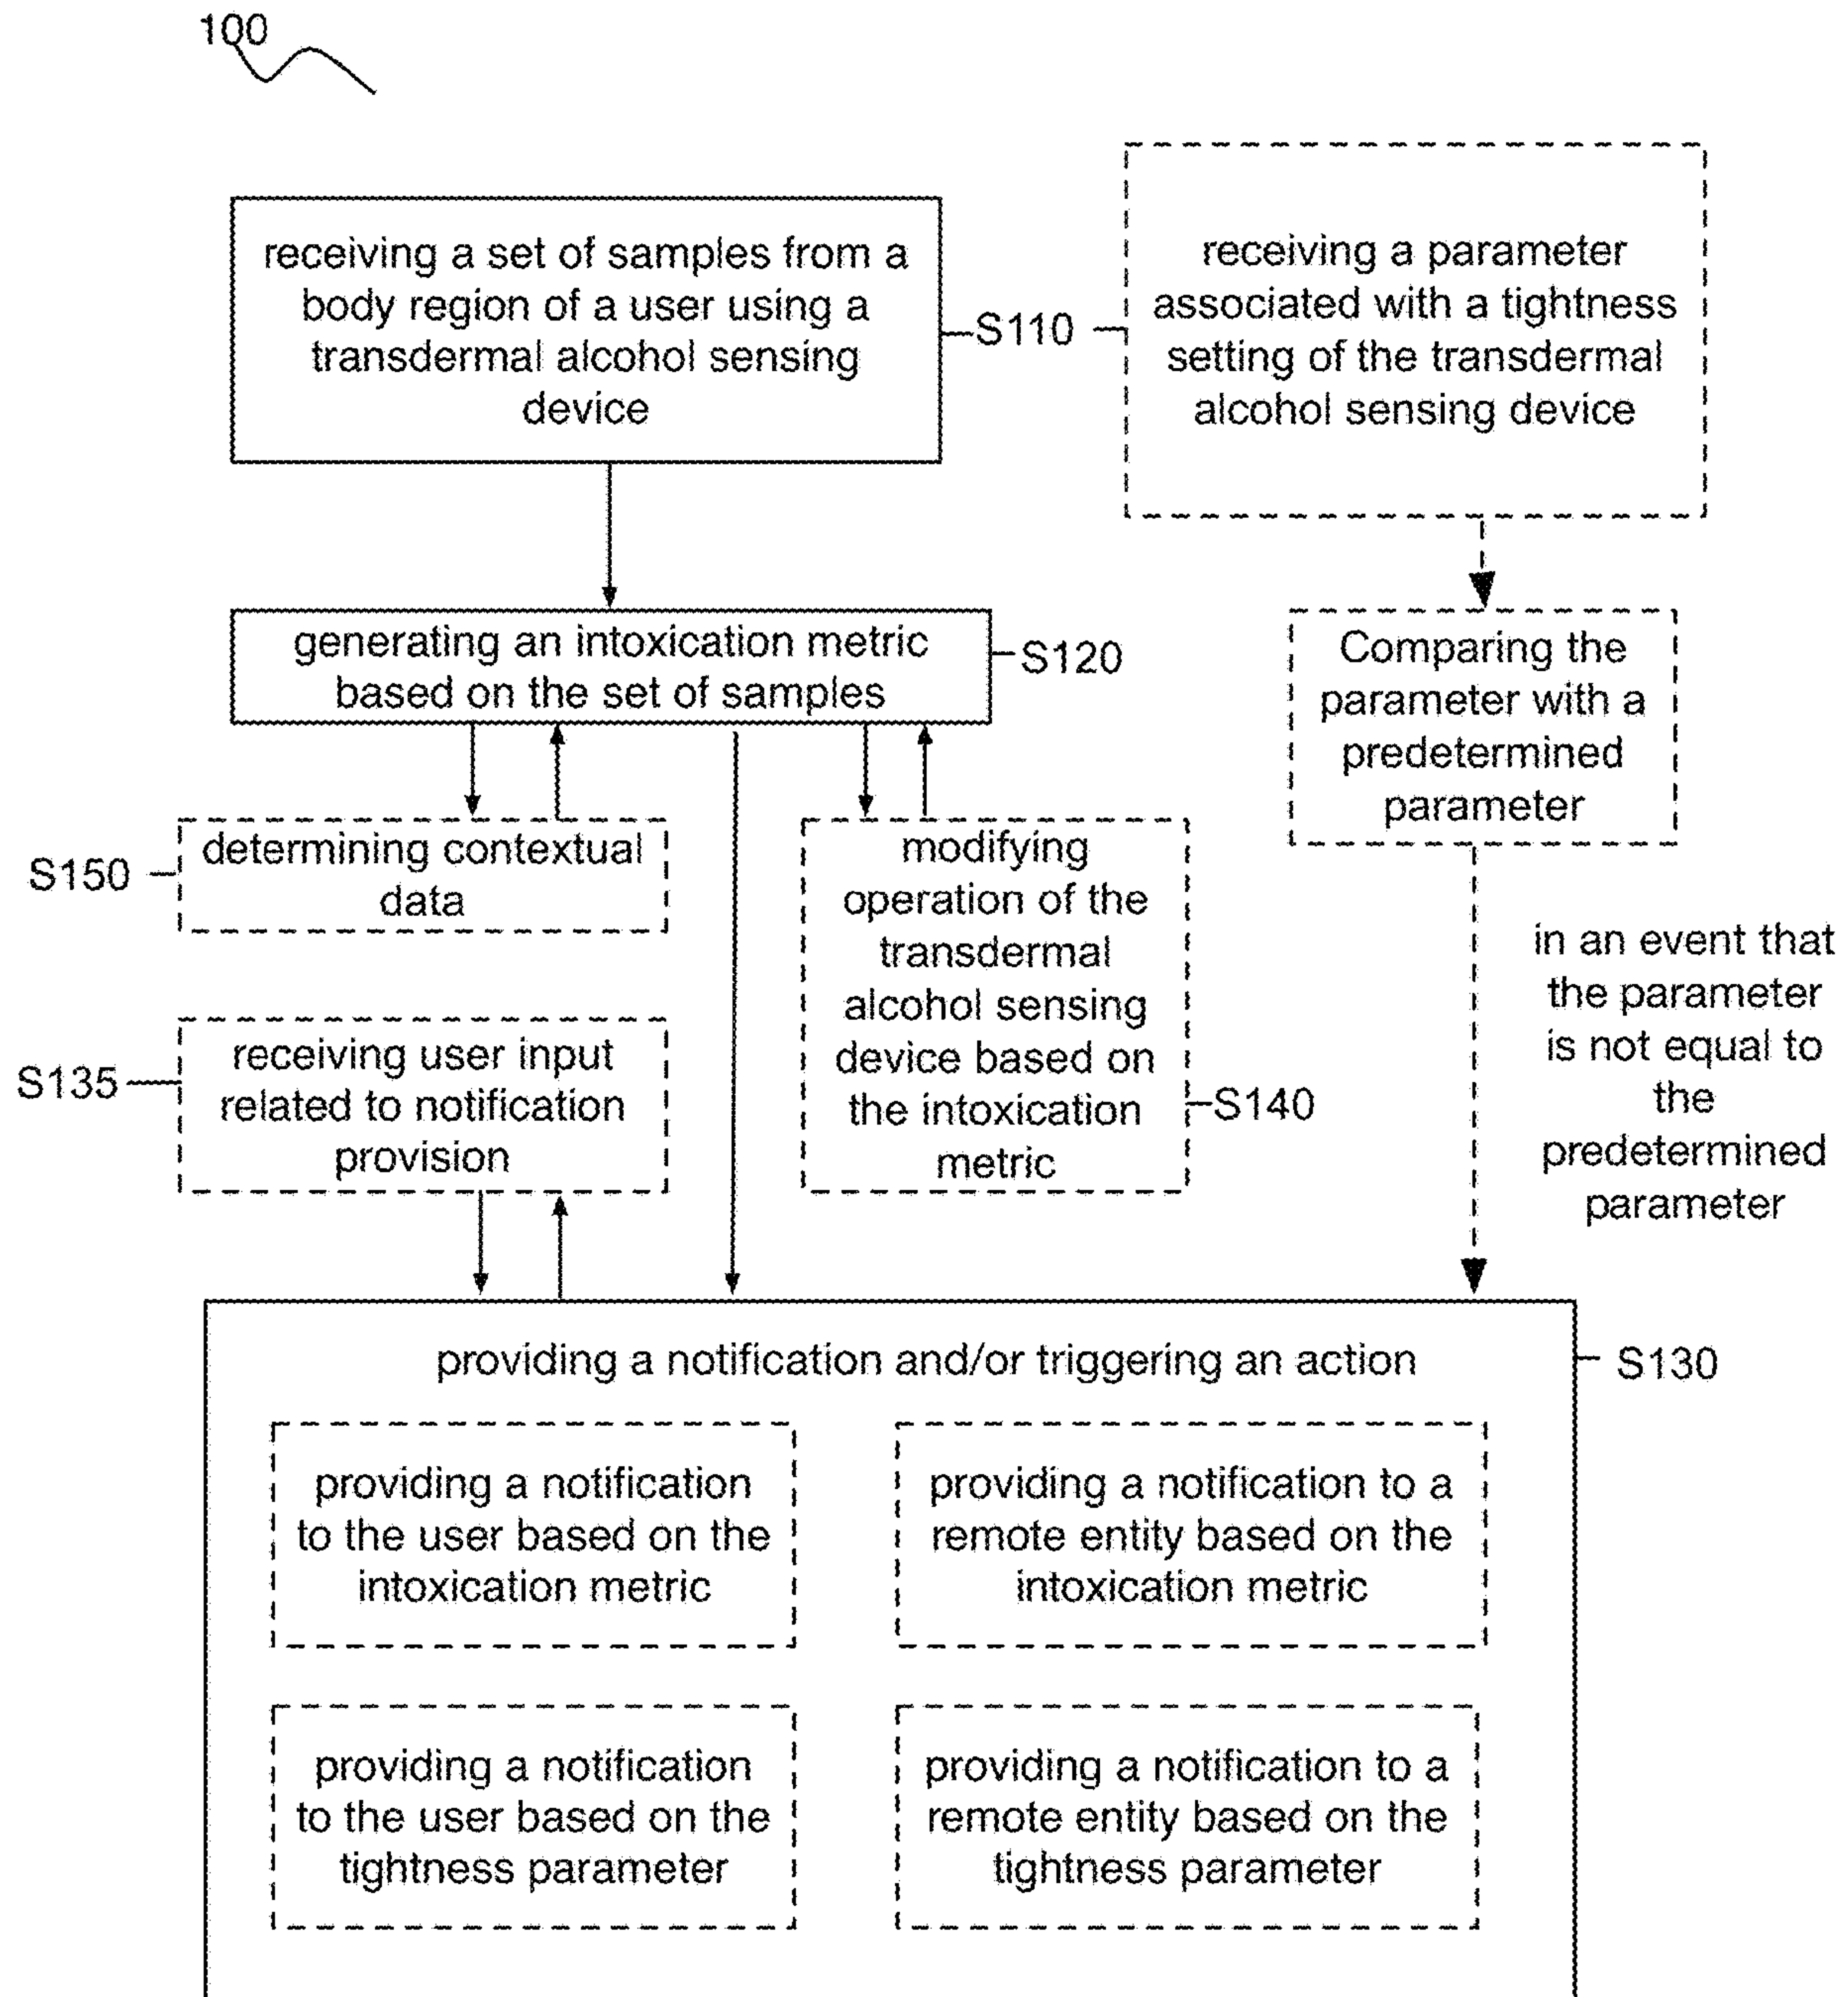 100
receiving a set of samples from a
body region of a user using a
transdermal alcohol sensing
device
S110
receiving a parameter
associated with a tightness
setting of the transdermal
alcohol sensing device
generating an intoxication metric
based on the set of samples
S120
Comparing the
parameter with a
predetermined
parameter
S150
determining contextual
data
modifying
operation of the
transdermal
alcohol sensing
device based on
the intoxication
metric
S140
in an event that
the parameter
is not equal to
the
predetermined
parameter
S135
receiving user input
related to notification
provision
providing a notification and/or triggering an action
S130
providing a notification
to the user based on the
intoxication metric
providing a notification to a
remote entity based on the
intoxication metric
providing a notification
to the user based on the
tightness parameter
providing a notification to a
remote entity based on the
tightness parameter